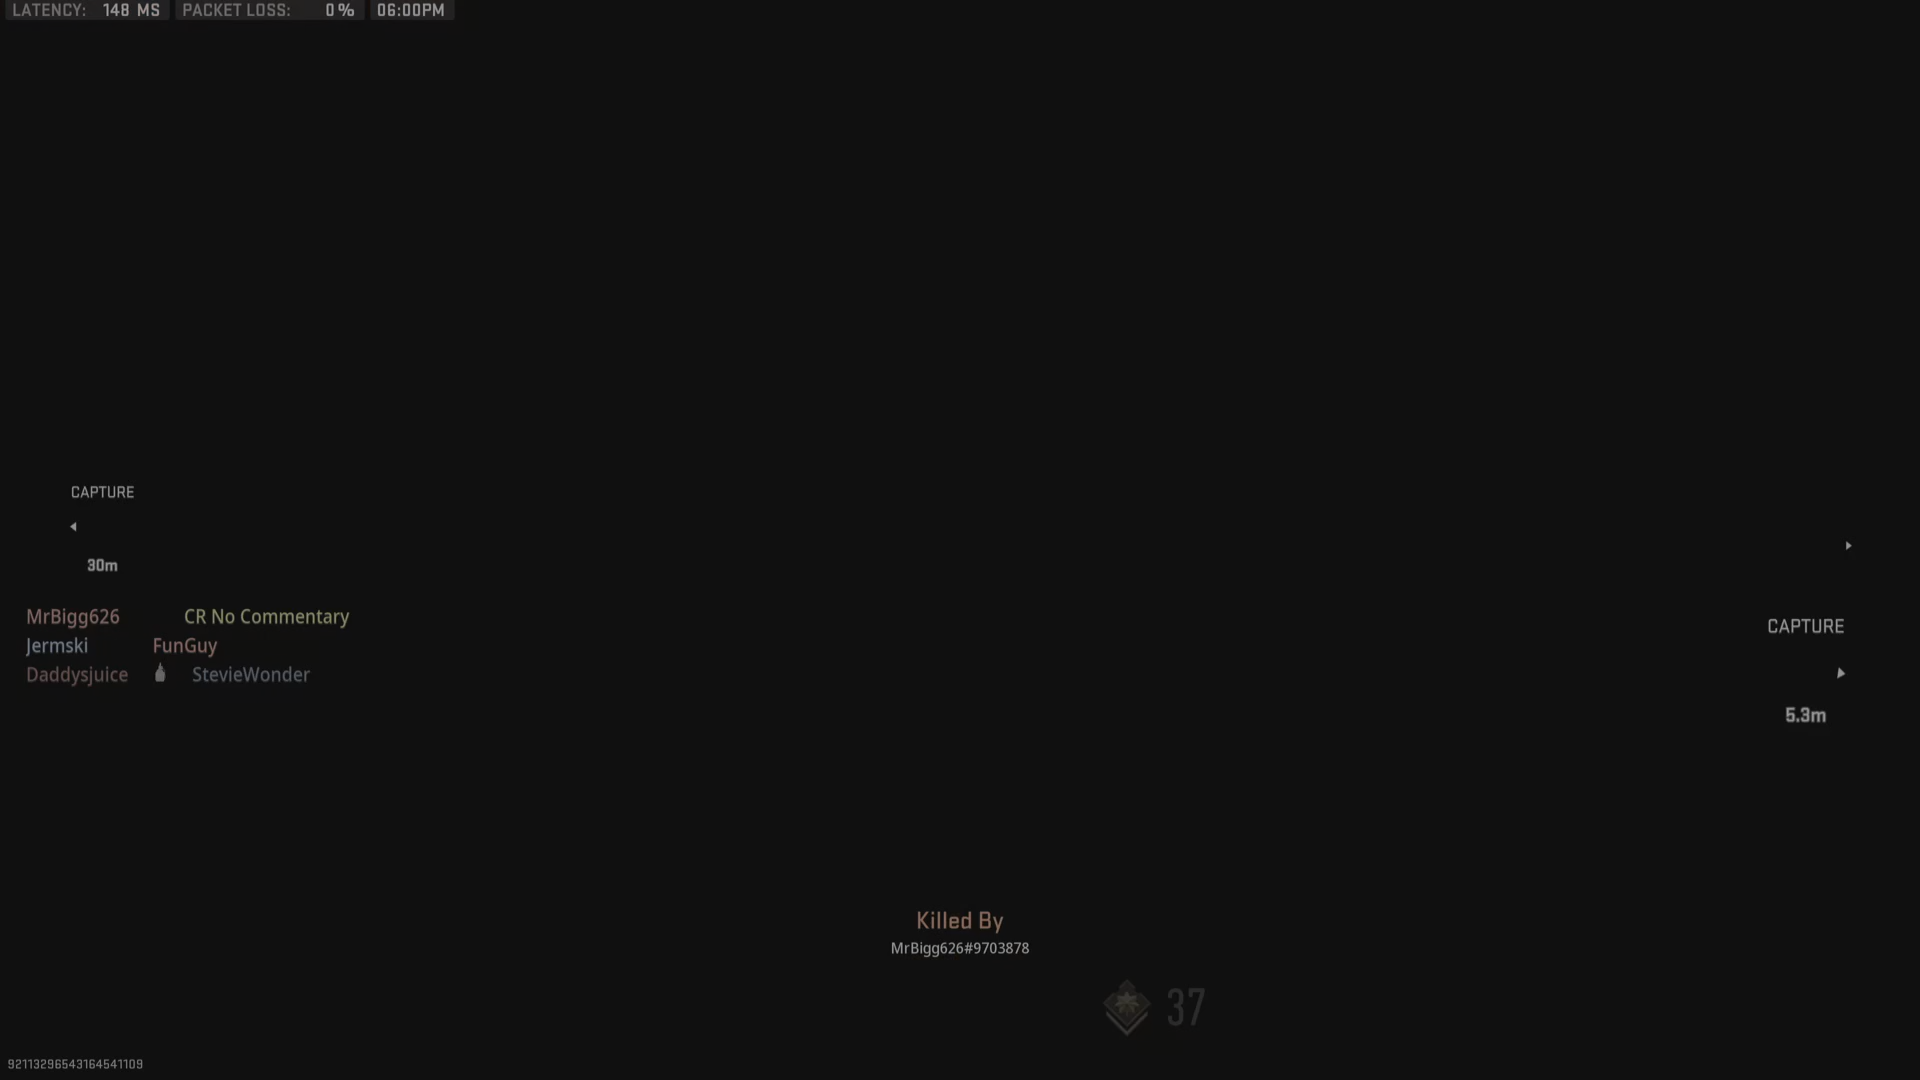 LATENCY: 148 MS PACKET LOSS: 0% 06:00PM
CAPTURE
30m
MrBigg626 CR No Commentary
Jermski FunGuy
Daddysjuice StevieWonder
CAPTURE
5.3m
Killed By
MrBigg626#9703878
37
92113296543164541109